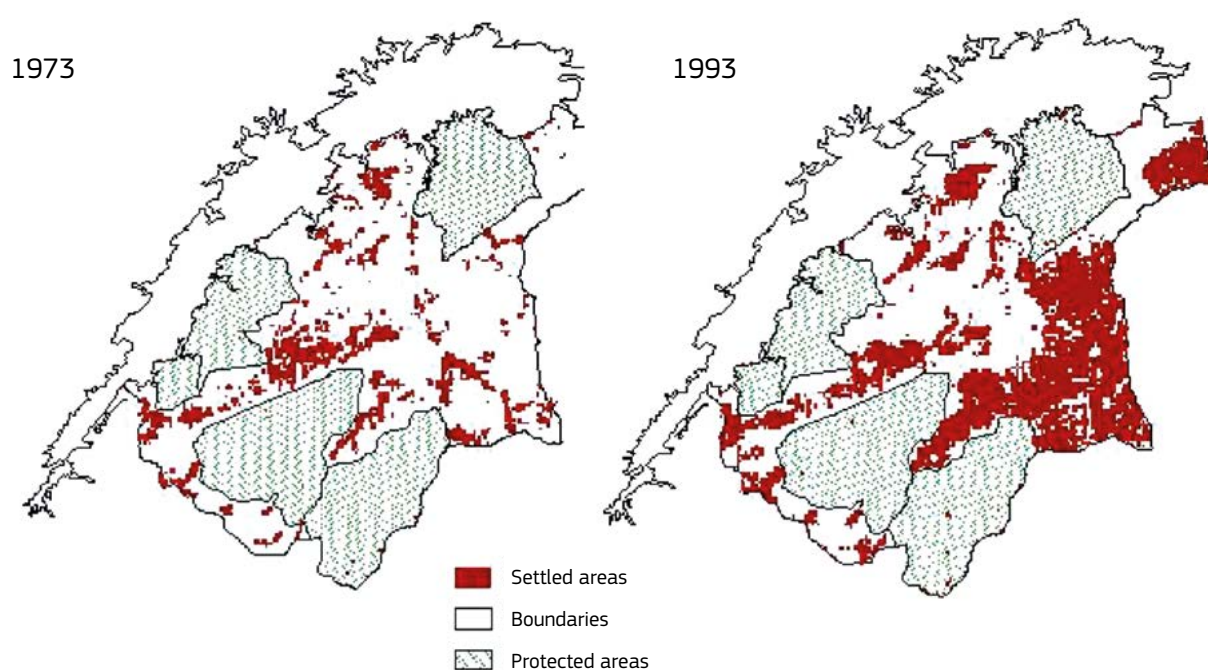 1973
1993
Settled areas
Boundaries
Protected areas